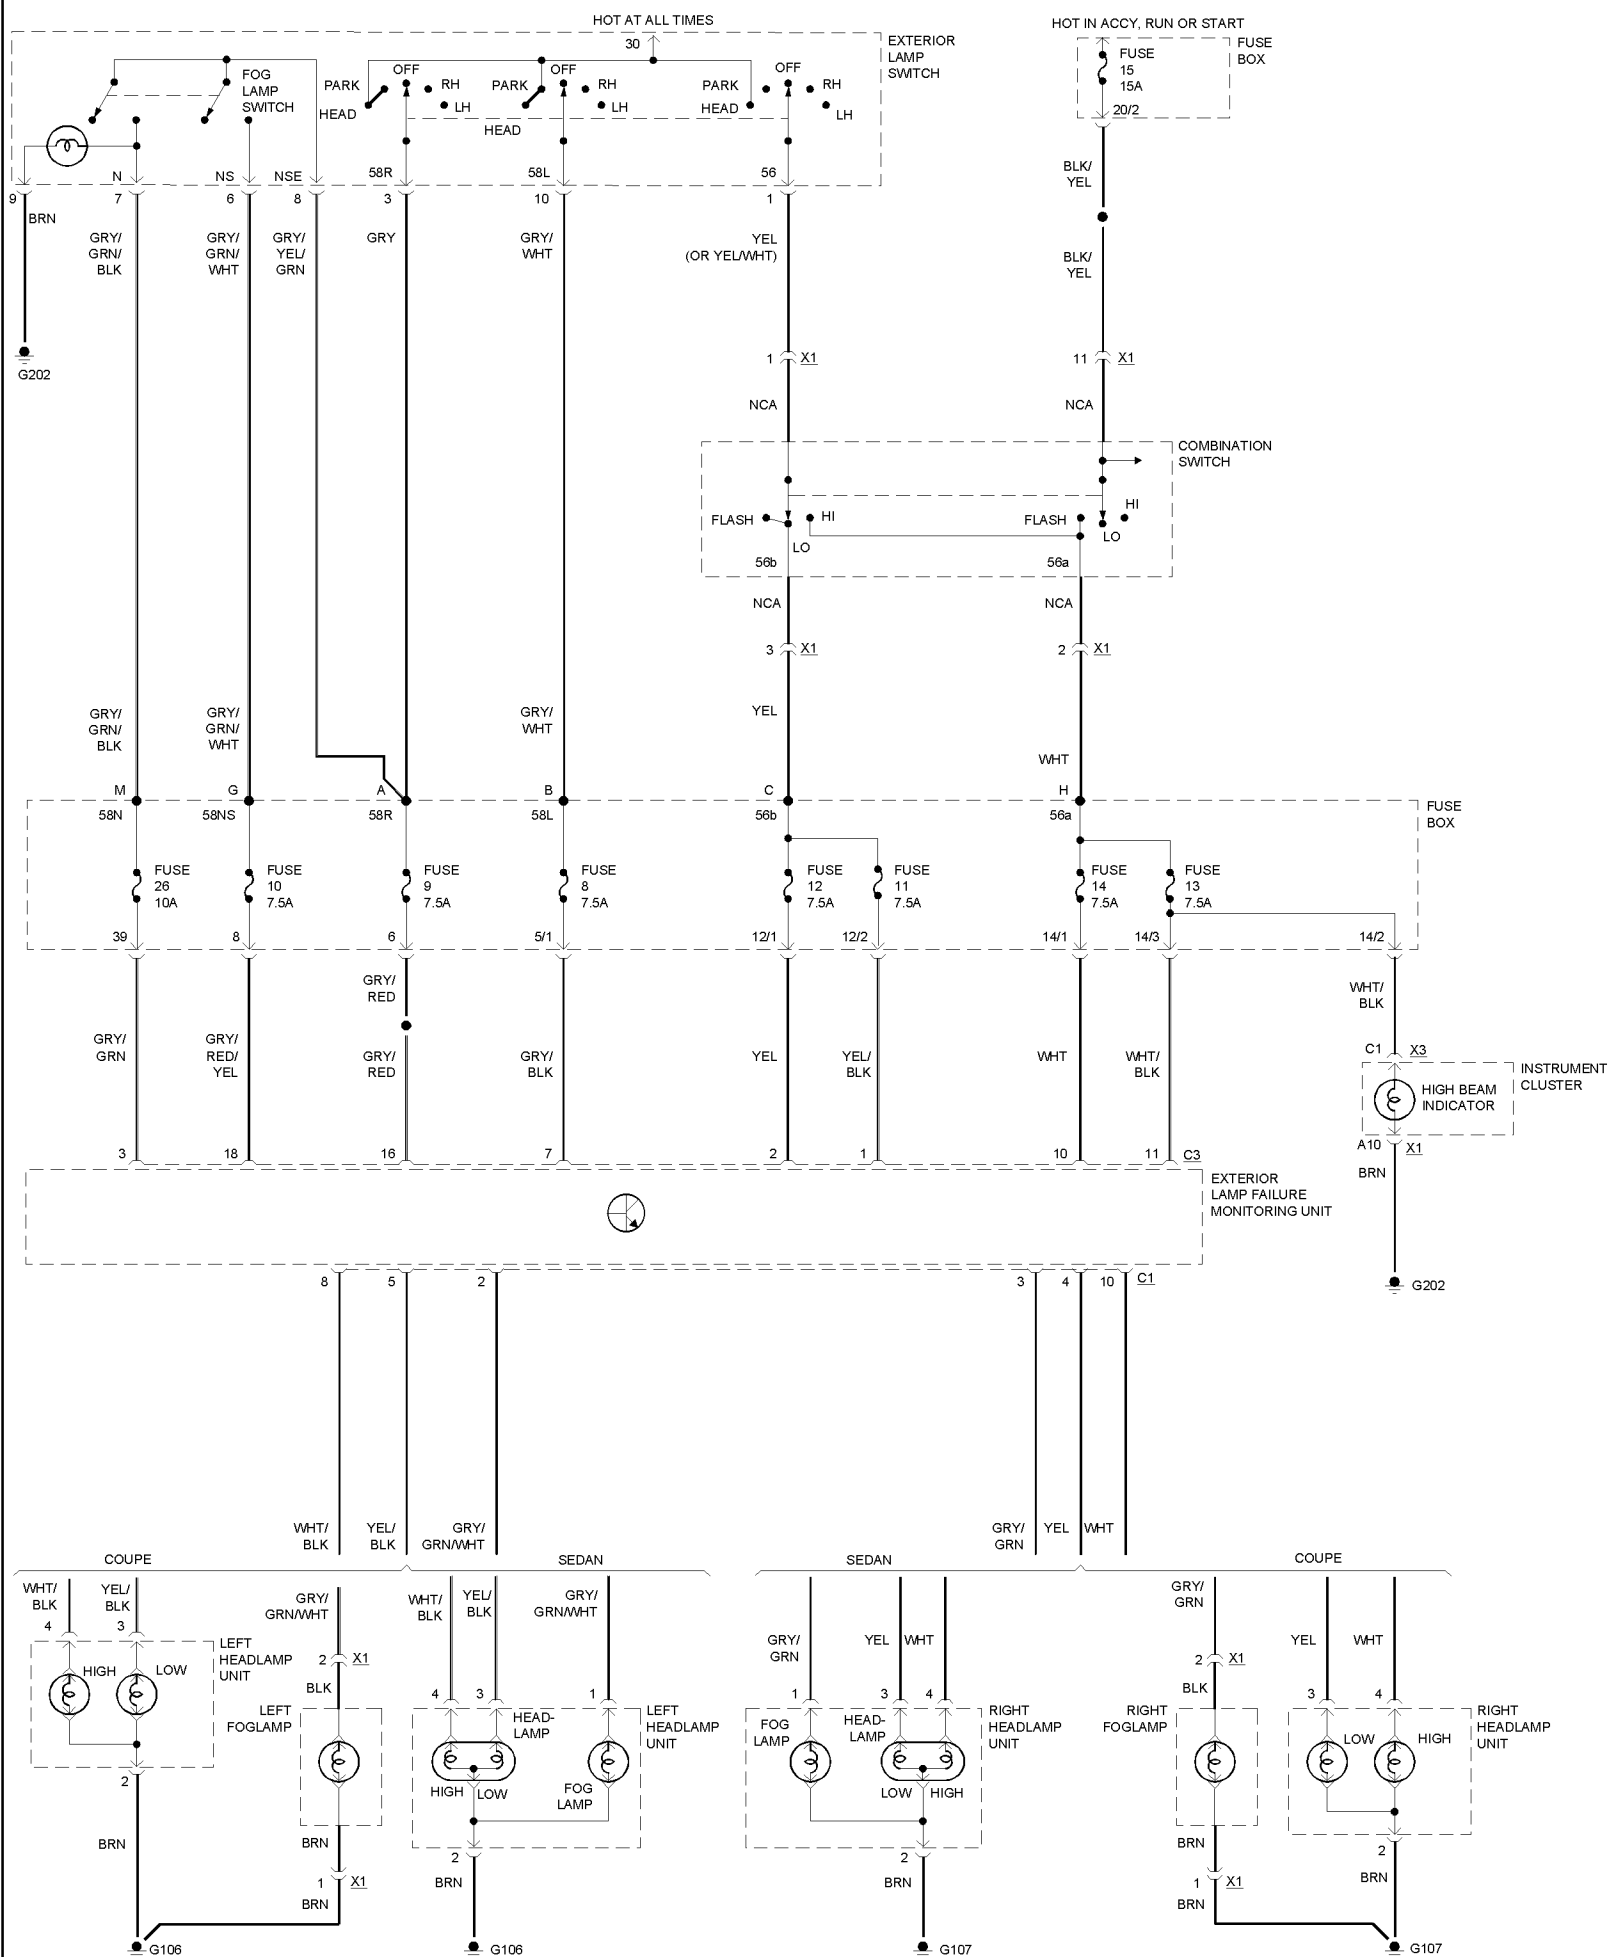 HOT AT ALL TIMES
HOT IN ACCY, RUN OR START
30
EXTERIOR
LAMP
SWITCH
FUSE
BOX
FUSE
15
15A
20/2
FOG
LAMP
SWITCH
PARK
OFF
RH
LH
HEAD
PARK
OFF
RH
LH
HEAD
PARK
OFF
RH
LH
HEAD
N
NS
NSE
58R
58L
56
9
7
6
8
3
10
1
BRN
GRY/
GRN/
BLK
GRY/
GRN/
WHT
GRY/
YEL/
GRN
GRY
GRY/
WHT
YEL
(OR YEL/WHT)
BLK/
YEL
BLK/
YEL
G202
1 X1
11 X1
NCA
NCA
COMBINATION
SWITCH
FLASH
HI
LO
FLASH
HI
LO
56b
56a
NCA
NCA
3 X1
2 X1
GRY/
GRN/
BLK
GRY/
GRN/
WHT
GRY/
WHT
YEL
WHT
M
G
A
B
C
H
58N
58NS
58R
58L
56b
56a
FUSE
BOX
FUSE
26
10A
FUSE
10
7.5A
FUSE
9
7.5A
FUSE
8
7.5A
FUSE
12
7.5A
FUSE
11
7.5A
FUSE
14
7.5A
FUSE
13
7.5A
39
8
6
5/1
12/1
12/2
14/1
14/3
14/2
GRY/
RED
WHT/
BLK
GRY/
GRN
GRY/
RED/
YEL
GRY/
RED
GRY/
BLK
YEL
YEL/
BLK
WHT
WHT/
BLK
C1 X3
INSTRUMENT
CLUSTER
HIGH BEAM
INDICATOR
A10 X1
BRN
G202
3
18
16
7
2
1
10
11 C3
EXTERIOR
LAMP FAILURE
MONITORING UNIT
8
5
2
3
4
10 C1
WHT/
BLK
YEL/
BLK
GRY/
GRN/WHT
GRY/
GRN
YEL
WHT
COUPE
SEDAN
SEDAN
COUPE
WHT/
BLK
YEL/
BLK
GRY/
GRN/WHT
WHT/
BLK
YEL/
BLK
GRY/
GRN/WHT
GRY/
GRN
YEL
WHT
GRY/
GRN
YEL
WHT
4
3
LEFT
HEADLAMP
UNIT
HIGH
LOW
2
2 X1
BLK
LEFT
FOGLAMP
4
3
1
HEAD-
LAMP
LEFT
HEADLAMP
UNIT
HIGH
LOW
FOG
LAMP
1
3
4
FOG
LAMP
HEAD-
LAMP
RIGHT
HEADLAMP
UNIT
LOW
HIGH
2 X1
BLK
RIGHT
FOGLAMP
3
4
RIGHT
HEADLAMP
UNIT
LOW
HIGH
BRN
BRN
1 X1
BRN
2
BRN
2
BRN
BRN
1 X1
BRN
2
BRN
G106
G106
G107
G107